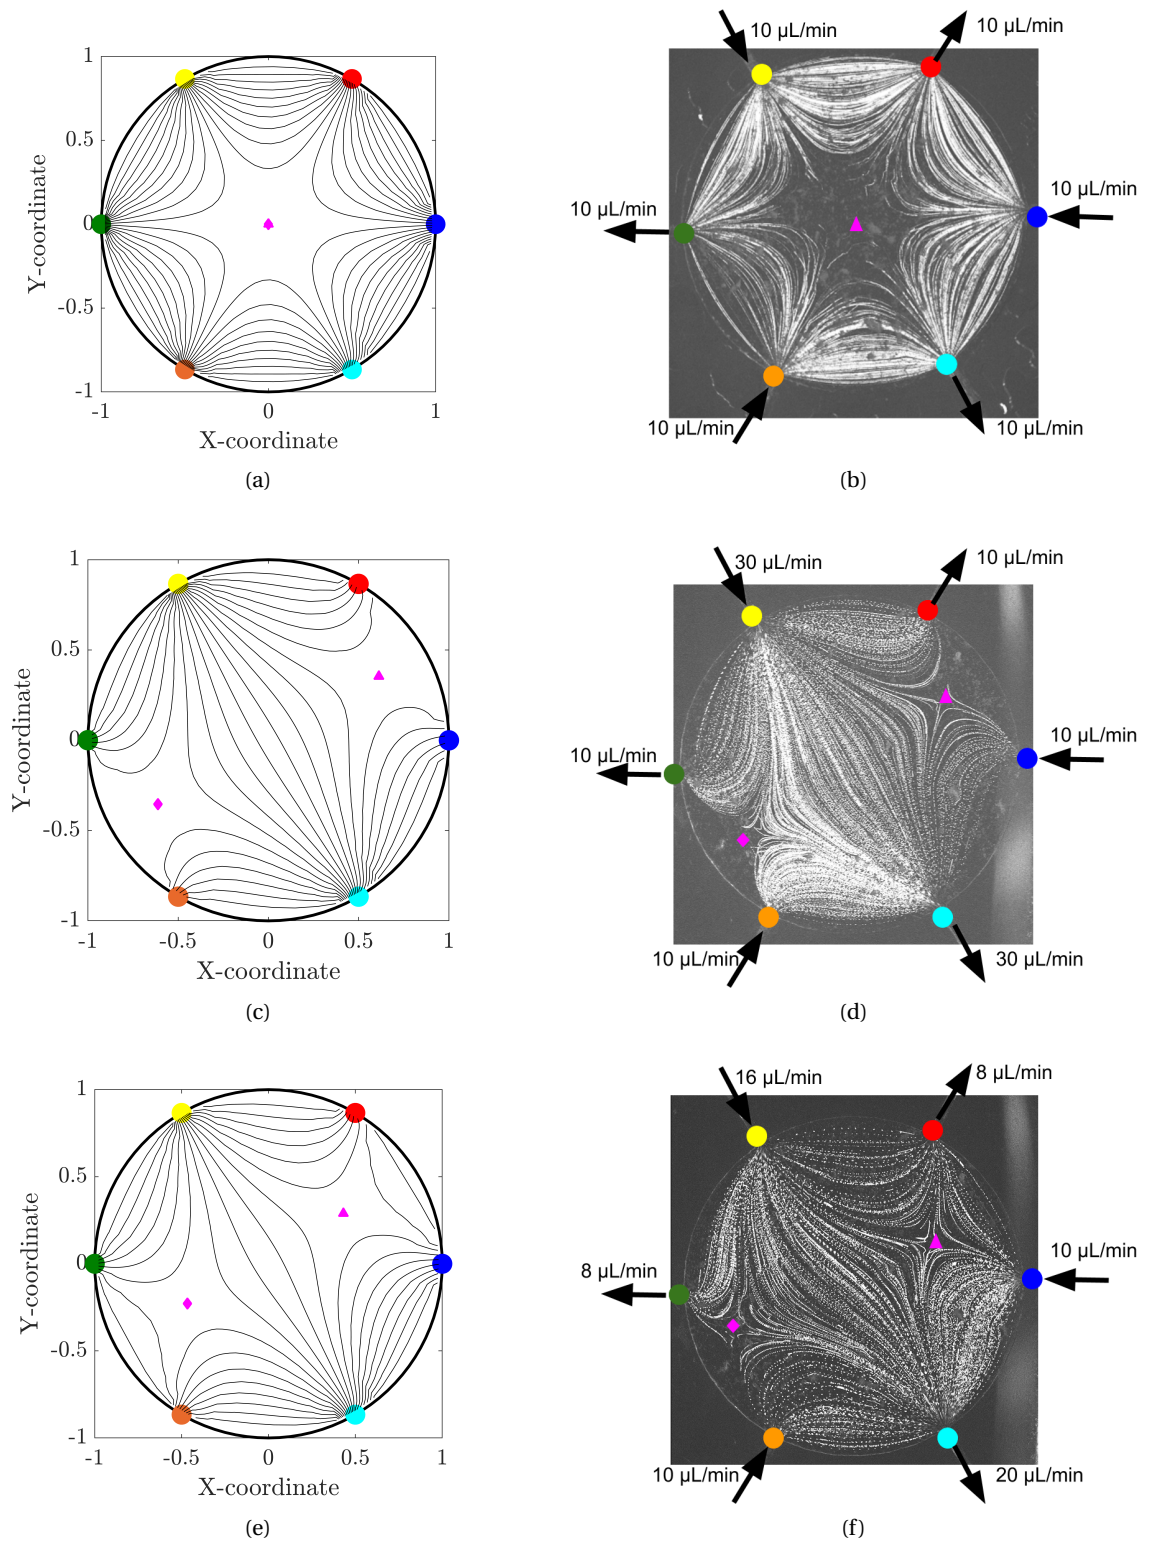 1
0.5
0
-0.5
-1
Y-coordinate
-1
0
1
X-coordinate
(a)
10 µL/min
10 µL/min
10 µL/min
10 µL/min
10 µL/min
10 µL/min
(b)
1
0.5
0
-0.5
-1
Y-coordinate
-1
-0.5
0
0.5
1
X-coordinate
(c)
30 µL/min
10 µL/min
10 µL/min
10 µL/min
10 µL/min
30 µL/min
(d)
1
0.5
0
-0.5
-1
Y-coordinate
-1
-0.5
0
0.5
1
X-coordinate
(e)
16 µL/min
8 µL/min
10 µL/min
8 µL/min
10 µL/min
20 µL/min
(f)